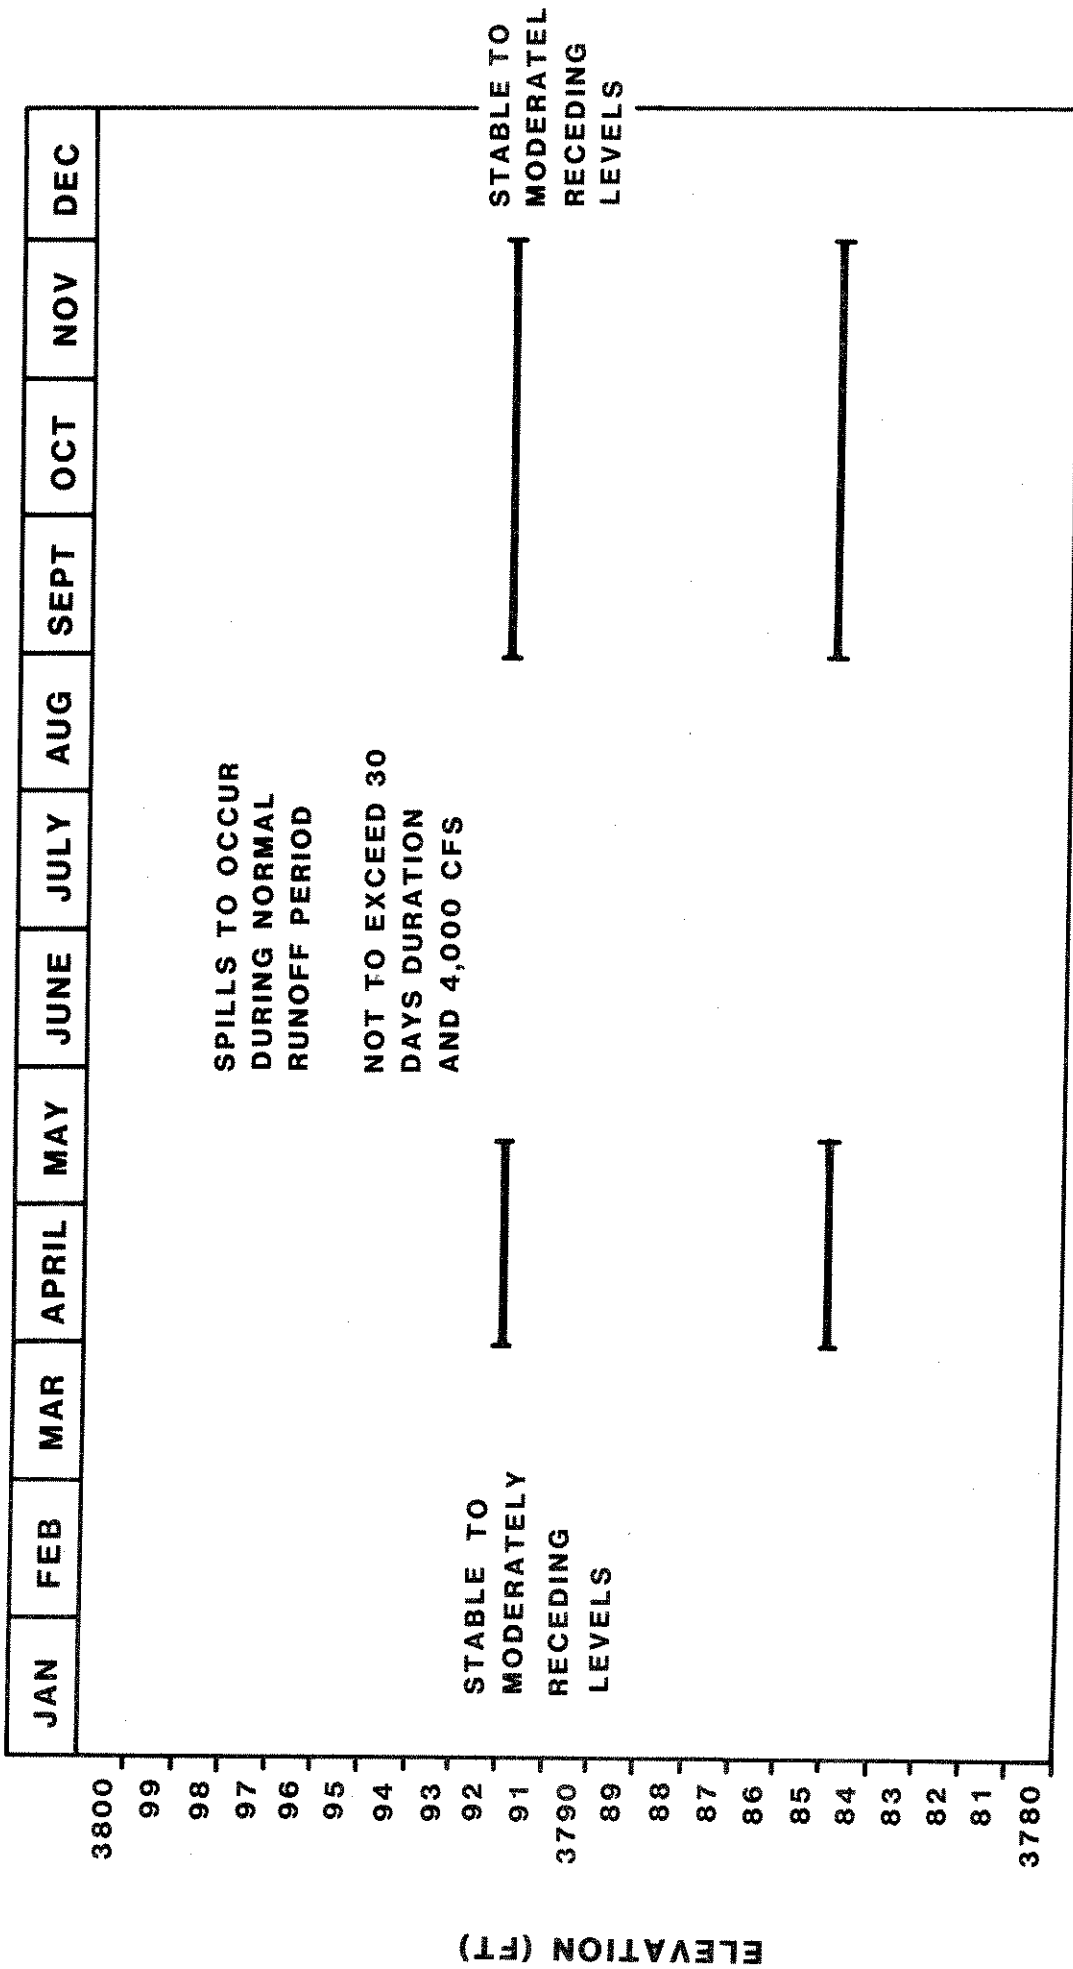 JAN FEB MAR APRIL MAY JUNE JULY AUG SEPT OCT NOV DEC
3800
99
98
97
96
95
94
93
92
91
3790
89
88
87
86
85
84
83
82
81
3780
ELEVATION (FT)
STABLE TO
MODERATELY
RECEDING
LEVELS
SPILLS TO OCCUR
DURING NORMAL
RUNOFF PERIOD
NOT TO EXCEED 30
DAYS DURATION
AND 4,000 CFS
STABLE TO
MODERATEL
RECEDING
LEVELS